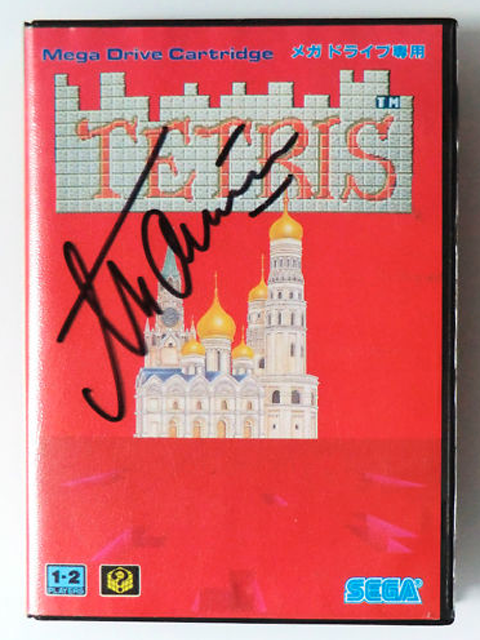 Mega Drive Cartridge メガドライブ専用
TETRIS TM
1-2
PLAYERS
SEGA